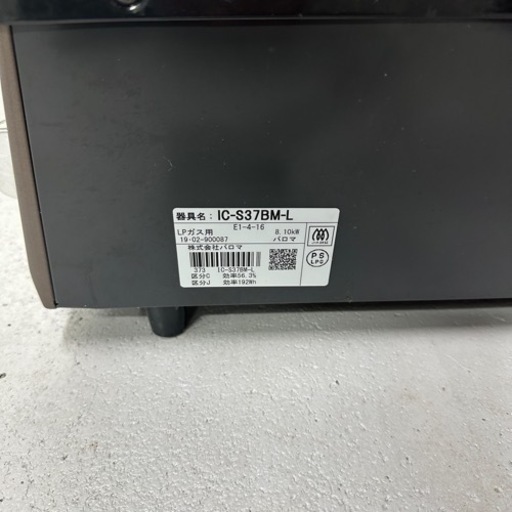 器具名：IC-S37BM-L
E1-4-16
LPガス用 8.10kW
19-02-900087 パロマ
株式会社パロマ
PS
LPG
373 IC-S37BM-L
区分C 効率56.3%
区分J 効率192Wh